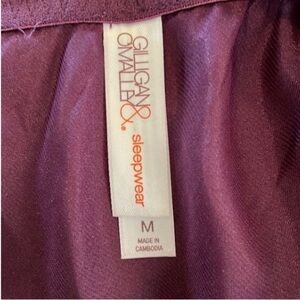 GILLIGAN &
O'MALLEY
sleepwear
M
MADE IN
CAMBODIA